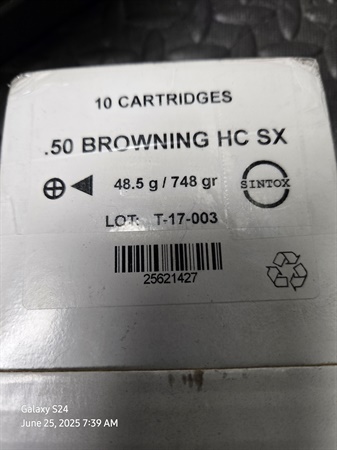 10 CARTRIDGES
.50 BROWNING HC SX
48.5 g / 748 gr
SINTOX
LOT: T-17-003
25621427
Galaxy S24
June 25, 2025 7:39 AM